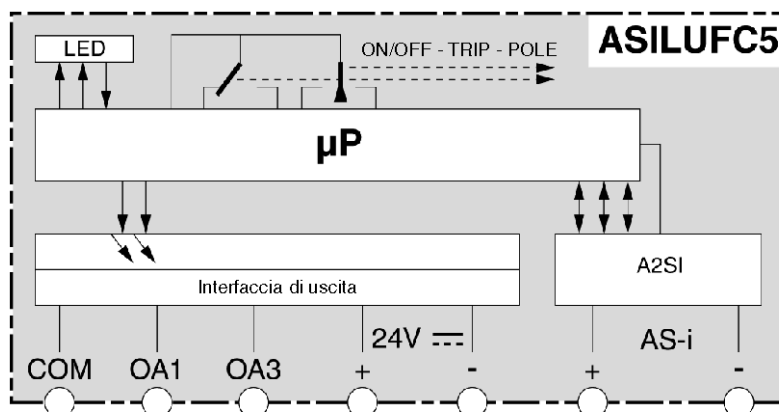 ASILUFC5
LED
ON/OFF - TRIP - POLE
µP
A2SI
Interfaccia di uscita
24V
AS-i
COM OA1 OA3 + - + -